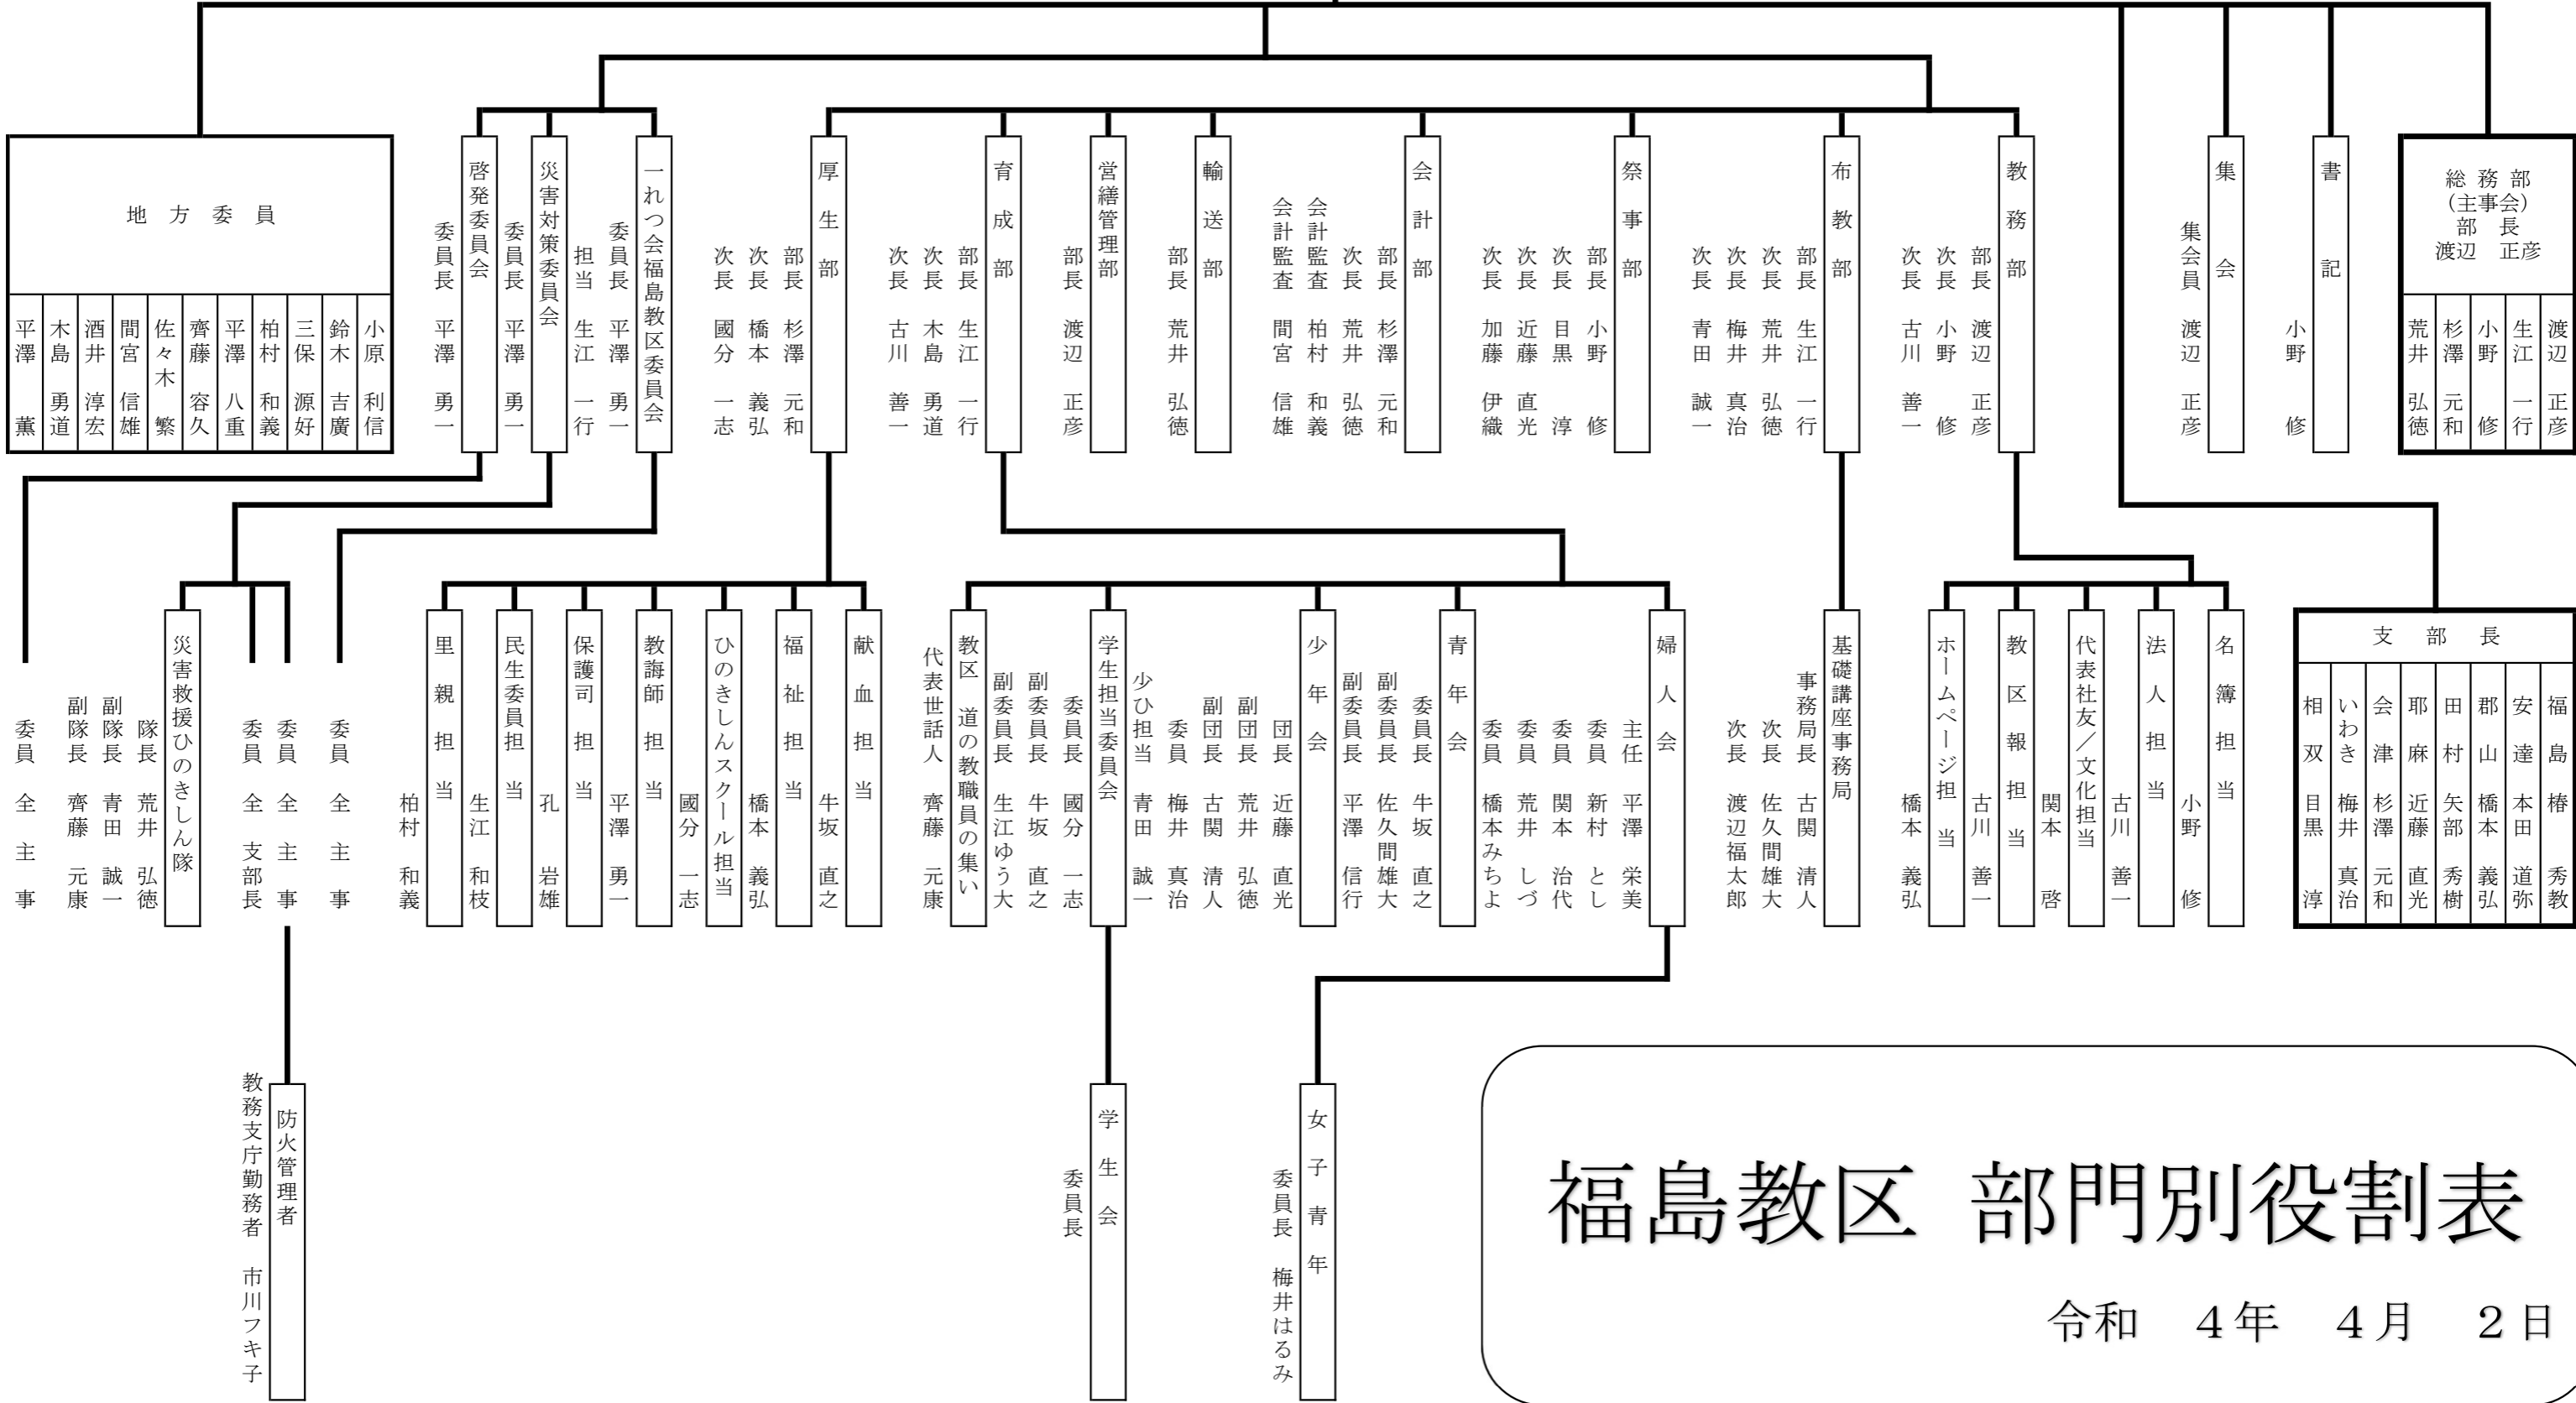 総務部
(主事会)
部長
渡辺 正彦
渡辺 正彦
生江 一行
小野 修
杉澤 元和
荒井 弘徳
書記
小野 修
集会
集会員 渡辺 正彦
教務部
部長 渡辺 正彦
次長 小野 修
次長 古川 善一
布教部
部長 生江 一行
次長 荒井 弘徳
次長 梅井 真治
次長 青田 誠一
祭事部
部長 小野 修
次長 目黒 淳
次長 近藤 直光
次長 加藤 伊織
会計部
部長 杉澤 元和
次長 荒井 弘徳
会計監査 柏村 和義
会計監査 間宮 信雄
輸送部
部長 荒井 弘徳
営繕管理部
部長 渡辺 正彦
育成部
部長 生江 一行
次長 木島 勇道
次長 古川 善一
厚生部
部長 杉澤 元和
次長 橋本 義弘
次長 國分 一志
一れつ会福島教区委員会
委員長 平澤 勇一
担当 生江 一行
災害対策委員会
委員長 平澤 勇一
啓発委員会
委員長 平澤 勇一
地方委員
小原 利信
鈴木 吉廣
三保 源好
柏村 和義
平澤 八重
齊藤 容久
佐々木 繁
間宮 信雄
酒井 淳宏
木島 勇道
平澤 薫
支部長
福島 椿 秀教
安達 本田 道弥
郡山 橋本 義弘
田村 矢部 秀樹
耶麻 近藤 直光
会津 杉澤 元和
いわき 梅井 真治
相双 目黒 淳
名簿担当
小野 修
法人担当
古川 善一
代表社友／文化担当
関本 啓
教区報担当
古川 善一
ホームページ担当
橋本 義弘
基礎講座事務局
事務局長 古関 清人
次長 佐久間雄大
次長 渡辺福太郎
婦人会
主任 平澤 栄美
委員 新村 とし
委員 関本 治代
委員 荒井 しづ
委員 橋本みちよ
青年会
委員長 牛坂 直之
副委員長 佐久間雄大
副委員長 平澤 信行
少年会
団長 近藤 直光
副団長 荒井 弘徳
副団長 古関 清人
委員 梅井 真治
少ひ担当 青田 誠一
学生担当委員会
委員長 國分 一志
副委員長 牛坂 直之
副委員長 生江ゆう大
教区 道の教職員の集い
代表世話人 齊藤 元康
献血担当
牛坂 直之
福祉担当
橋本 義弘
ひのきしんスクール担当
國分 一志
教誨師担当
平澤 勇一
保護司担当
孔 岩雄
民生委員担当
生江 和枝
里親担当
柏村 和義
委員 全主事
委員 全主事
委員 全支部長
災害救援ひのきしん隊
隊長 荒井 弘徳
副隊長 青田 誠一
副隊長 齊藤 元康
委員 全主事
女子青年
委員長 梅井はるみ
学生会
委員長
防火管理者
教務支庁勤務者 市川フキ子
福島教区 部門別役割表
令和 ４年 ４月 ２日